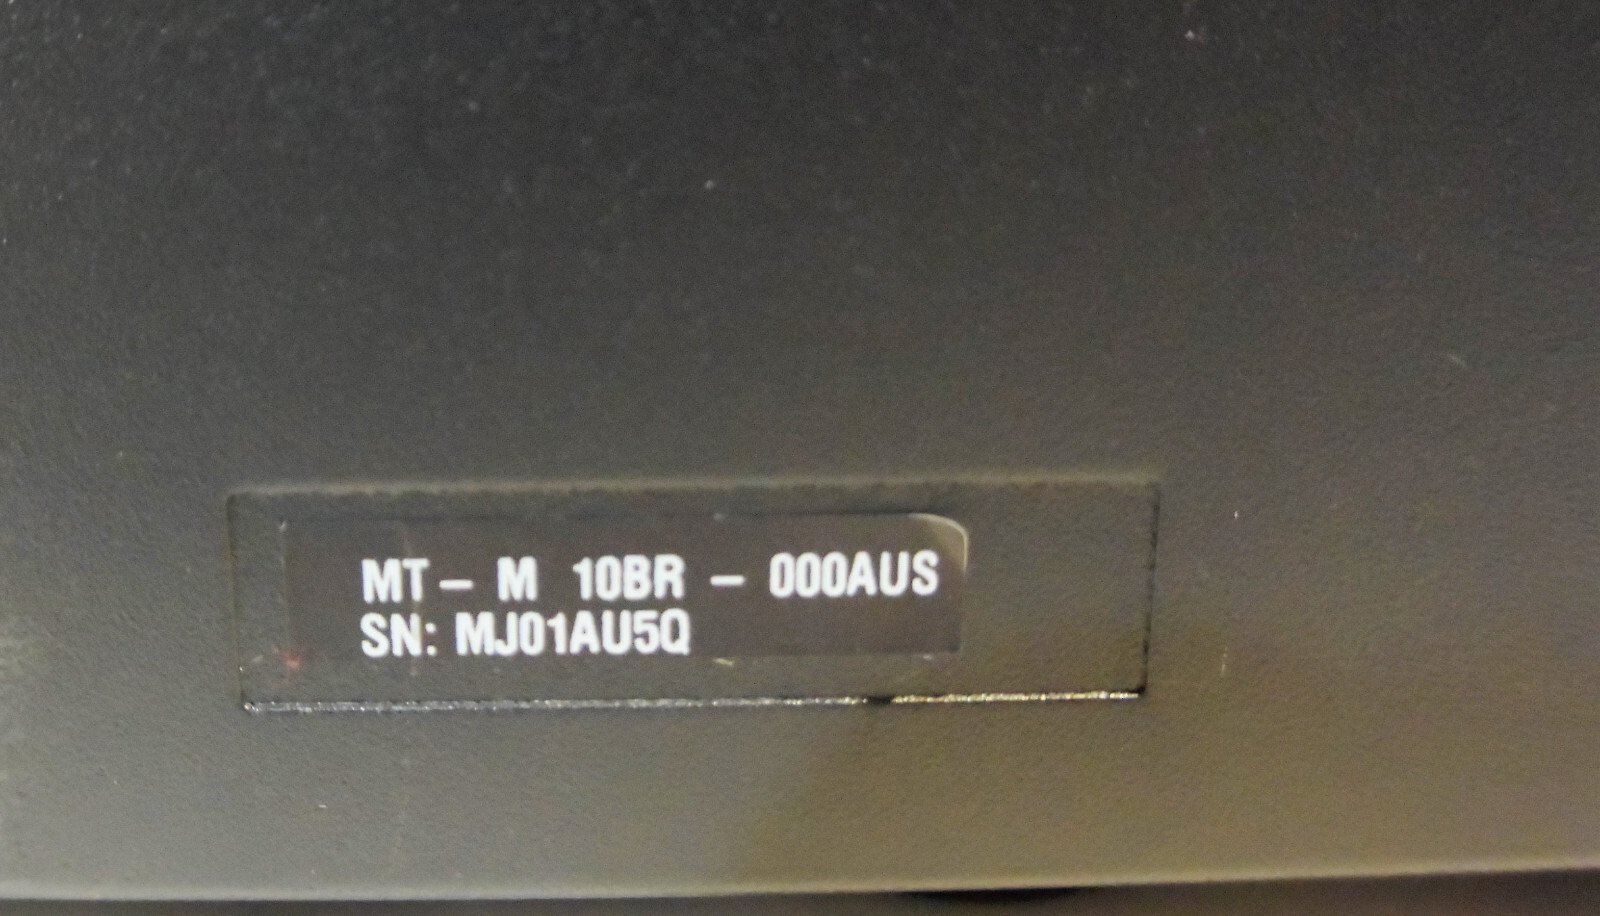 MT – M 10BR – 000AUS
SN: MJ01AU5Q